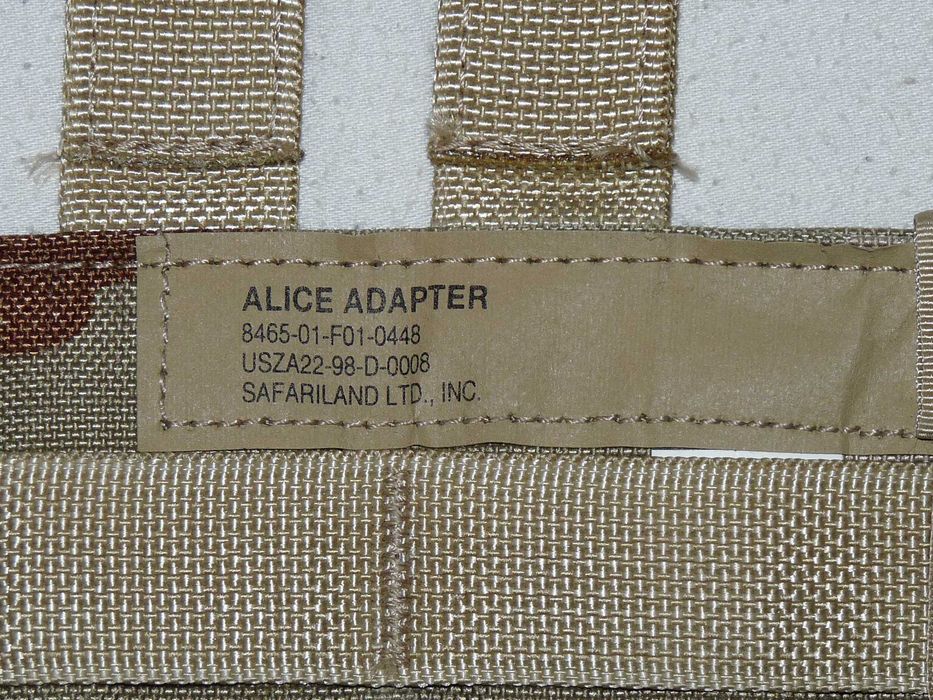 ALICE ADAPTER
8465-01-F01-0448
USZA22-98-D-0008
SAFARILAND LTD., INC.